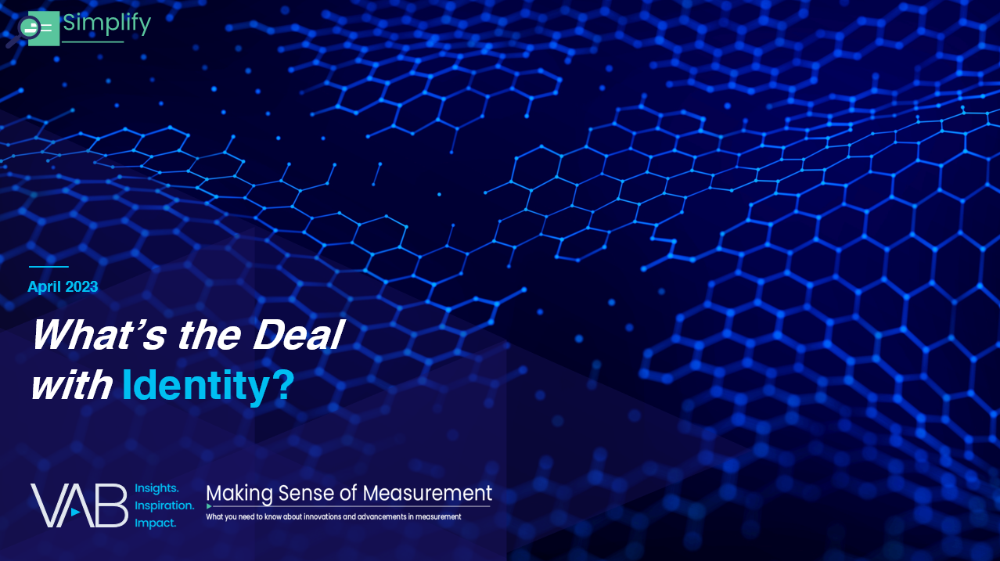 Simplify
April 2023
What’s the Deal
with Identity?
VAB
Insights.
Inspiration.
Impact.
Making Sense of Measurement
What you need to know about innovations and advancements in measurement